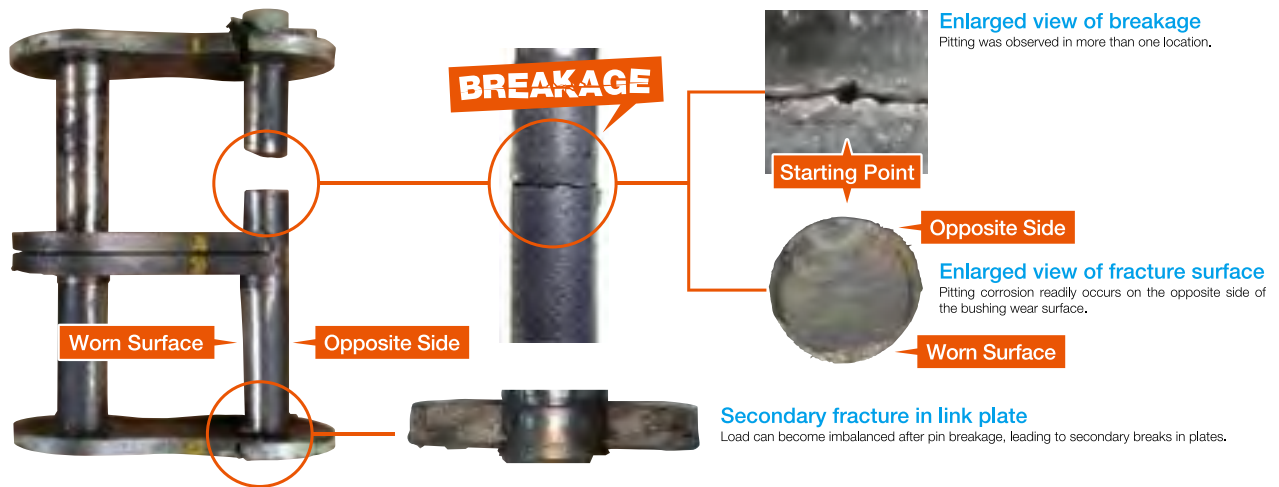 Enlarged view of breakage
Pitting was observed in more than one location.
BREAKAGE
Starting Point
Opposite Side
Enlarged view of fracture surface
Pitting corrosion readily occurs on the opposite side of
the bushing wear surface.
Worn Surface
Opposite Side
Worn Surface
Secondary fracture in link plate
Load can become imbalanced after pin breakage, leading to secondary breaks in plates.